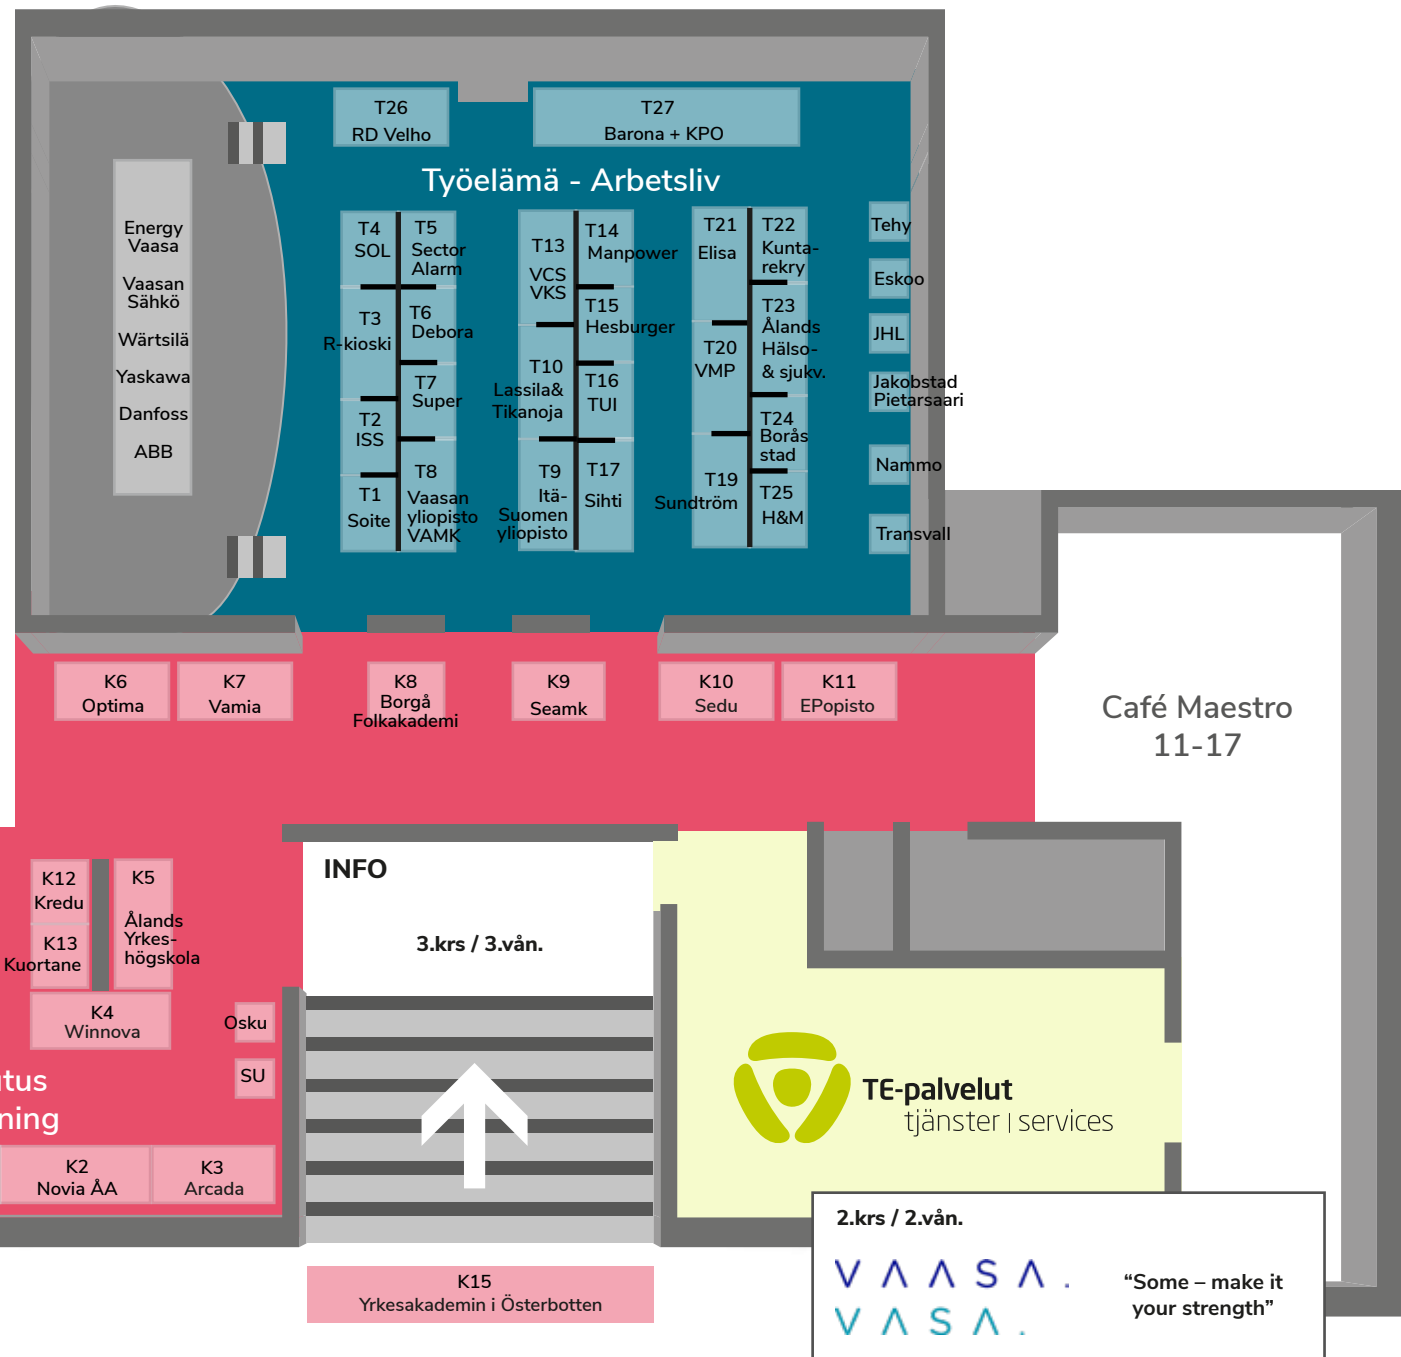 T26
RD Velho
T27
Barona + KPO
Työelämä - Arbetsliv
Energy
Vaasa
Vaasan
Sähkö
Wärtsilä
Yaskawa
Danfoss
ABB
T4
SOL
T5
Sector
Alarm
T3
R-kioski
T6
Debora
T7
Super
T2
ISS
T1
Soite
T8
Vaasan
yliopisto
VAMK
T13
VCS
VKS
T14
Manpower
T15
Hesburger
T10
Lassila&
Tikanoja
T16
TUI
T9
Itä-
Suomen
yliopisto
T17
Sihti
T21
Elisa
T22
Kunta-
rekry
T23
Ålands
Hälso-
& sjukv.
T20
VMP
T24
Borås
stad
T19
Sundtröm
T25
H&M
Tehy
Eskoo
JHL
Jakobstad
Pietarsaari
Nammo
Transvall
K6
Optima
K7
Vamia
K8
Borgå
Folkakademi
K9
Seamk
K10
Sedu
K11
EPopisto
Café Maestro
11-17
K12
Kredu
K13
Kuortane
K5
Ålands
Yrkes-
högskola
K4
Winnova
Osku
SU
tus
ning
K2
Novia ÅA
K3
Arcada
INFO
3.krs / 3.vån.
K15
Yrkesakademin i Österbotten
TE-palvelut
tjänster | services
2.krs / 2.vån.
VAASA.
VASA.
“Some – make it
your strength”